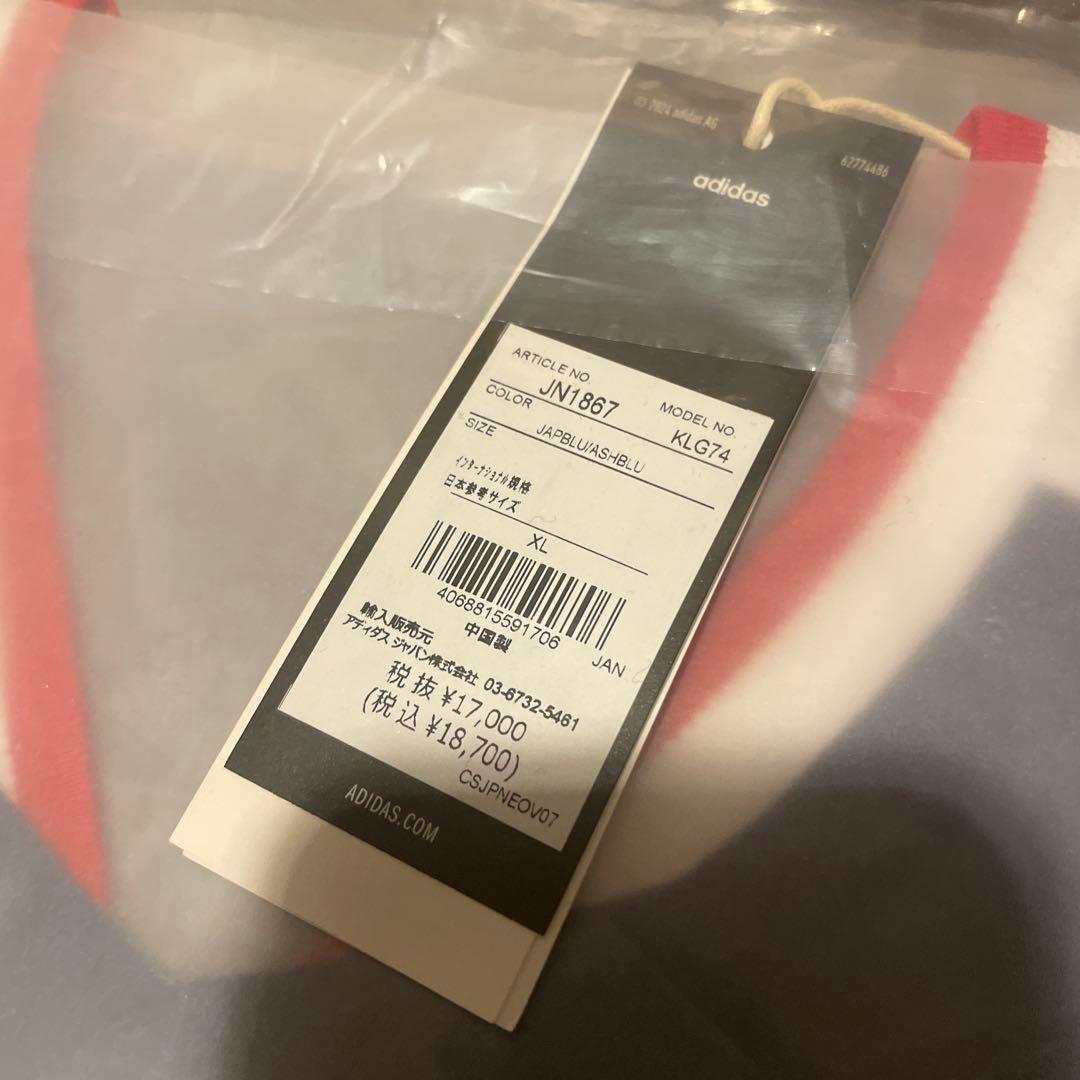 © 2024 adidas AG
62774486
adidas
ARTICLE NO.
MODEL NO.
JN1867
KLG74
COLOR
JAPBLU/ASHBLU
SIZE
インターナショナル規格
日本参考サイズ
XL
4068815591706
JAN
中国製
輸入販売元
アディダス ジャパン株式会社 03-6732-5461
税抜 ¥17,000
(税込 ¥18,700)
CSJPNEOV07
ADIDAS.COM